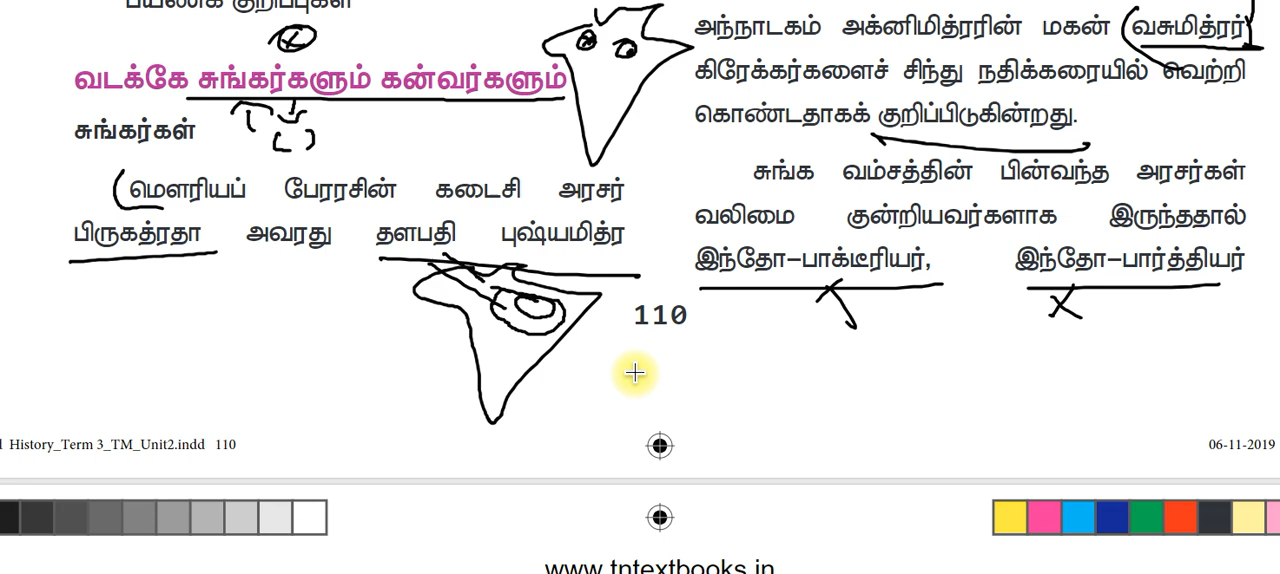 பயணக் குறிப்புகள்
வடக்கே சுங்கர்களும் கன்வர்களும்
சுங்கர்கள்
மௌரியப் பேரரசின் கடைசி அரசர்
பிருகத்ரதா அவரது தளபதி புஷ்யமித்ர
அந்நாடகம் அக்னிமித்ரரின் மகன் வசுமித்ரர்
கிரேக்கர்களைச் சிந்து நதிக்கரையில் வெற்றி
கொண்டதாகக் குறிப்பிடுகின்றது.
சுங்க வம்சத்தின் பின்வந்த அரசர்கள்
வலிமை குன்றியவர்களாக இருந்ததால்
இந்தோ–பாக்டீரியர், இந்தோ–பார்த்தியர்
110
History_Term 3_TM_Unit2.indd 110
06-11-2019
www.tntextbooks.in